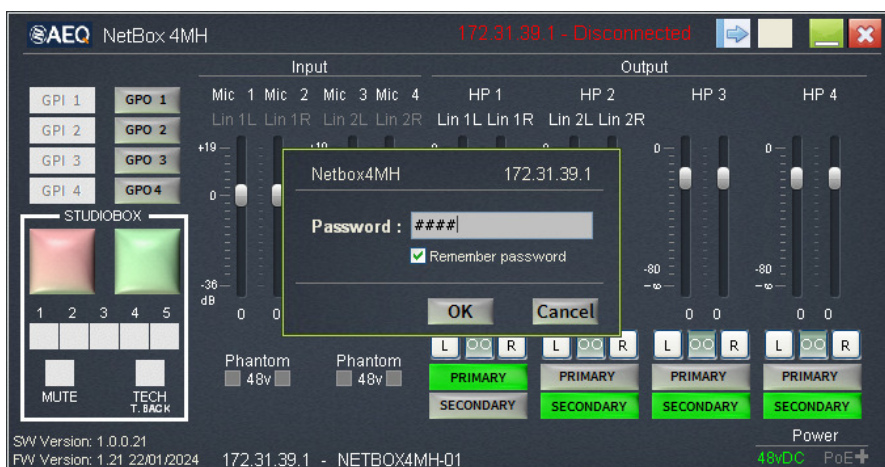 AEQ NetBox 4MH 172.31.39.1 - Disconnected
Input Output
GPI 1 GPO 1 Mic 1 Mic 2 Mic 3 Mic 4 HP 1 HP 2 HP 3 HP 4
Lin 1L Lin 1R Lin 2L Lin 2R Lin 1L Lin 1R Lin 2L Lin 2R
GPI 2 GPO 2
GPI 3 GPO 3 +19 0 0
GPI 4 GPO 4 0
Netbox4MH 172.31.39.1
Password : ####
Remember password
OK Cancel
STUDIOBOX
-80 -80
-36 -∞ -∞
dB
1 2 3 4 5 0 0 0 0 0 0
L R L R L R L R
Phantom Phantom
48v 48v
PRIMARY PRIMARY PRIMARY PRIMARY
MUTE TECH
T. BACK
SECONDARY SECONDARY SECONDARY SECONDARY
SW Version: 1.0.0.21 Power
FW Version: 1.21 22/01/2024 172.31.39.1 - NETBOX4MH-01 48vDC PoE+